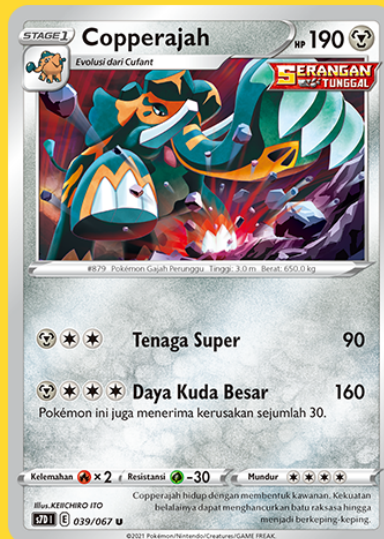 STAGE1 Copperajah HP 190
Evolusi dari Cufant
SERANGAN
TUNGGAL
#879 Pokémon Gajah Perunggu Tinggi: 3.0 m Berat: 650.0 kg
Tenaga Super 90
Daya Kuda Besar 160
Pokémon ini juga menerima kerusakan sejumlah 30.
Kelemahan ×2 Resistansi -30 Mundur
Illus. KEIICHIRO ITO
Copperajah hidup dengan membentuk kawanan. Kekuatan
belalainya dapat menghancurkan batu raksasa hingga
menjadi berkeping-keping.
s7D I E 039/067 U
©2021 Pokémon/Nintendo/Creatures/GAME FREAK.